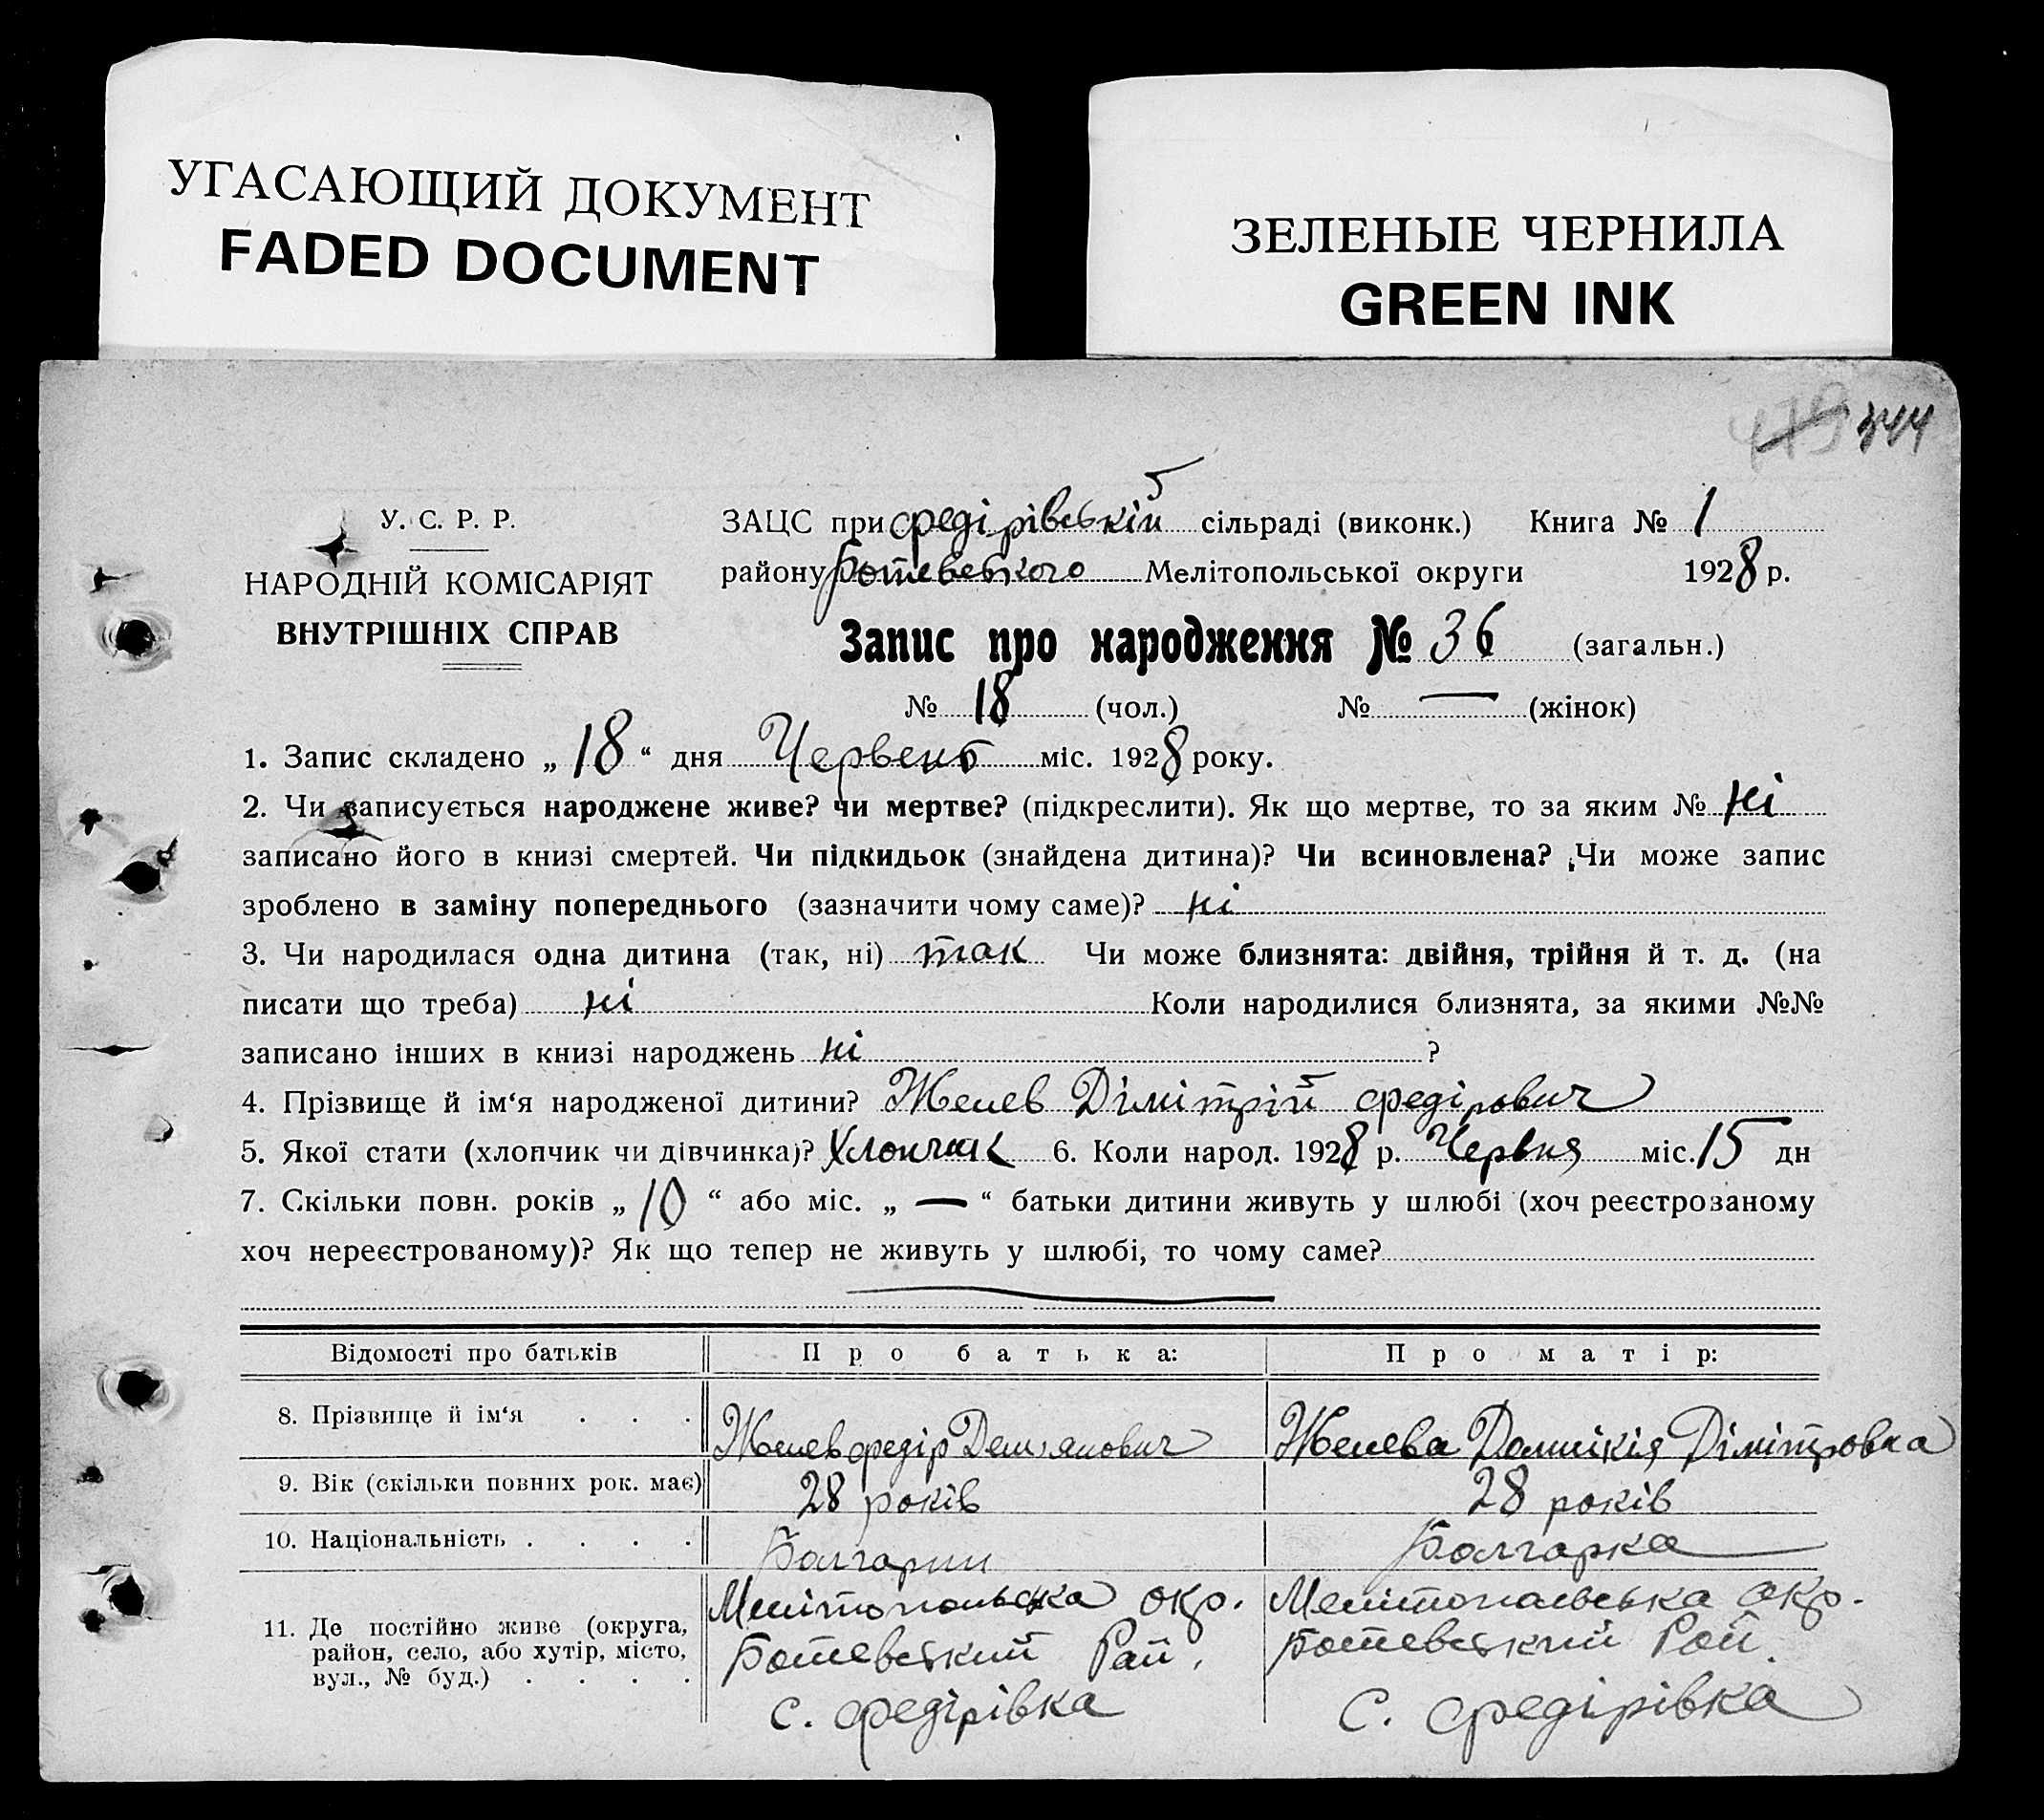 УГАСАЮЩИЙ ДОКУМЕНТ
FADED DOCUMENT
ЗЕЛЕНЫЕ ЧЕРНИЛА
GREEN INK
344
У. С. Р. Р.
НАРОДНІЙ КОМІСАРІЯТ
ВНУТРІШНІХ СПРАВ
ЗАЦС при Федірівській сільраді (виконк.) Книга № 1
району Ботевського Мелітопольської округи 1928 р.
Запис про народження № 36 (загальн.)
№ 18 (чол.) № — (жінок)
1. Запис складено „ 18 “ дня Червень міс. 1928 року.
2. Чи записується народжене живе? чи мертве? (підкреслити). Як що мертве, то за яким № ні
записано його в книзі смертей. Чи підкидьок (знайдена дитина)? Чи всиновлена? Чи може запис
зроблено в заміну попереднього (зазначити чому саме)? ні
3. Чи народилася одна дитина (так, ні) так Чи може близнята: двійня, трійня й т. д. (на
писати що треба) ні Коли народилися близнята, за якими №№
записано інших в книзі народжень ні ?
4. Прізвище й ім‘я народженої дитини? Желев Дімітрій Федірович
5. Якої стати (хлопчик чи дівчинка)? Хлопчик 6. Коли народ. 1928 р. Червня міс. 15 дн
7. Скільки повн. років „ 10 “ або міс. „ — “ батьки дитини живуть у шлюбі (хоч реєстрозаному
хоч нереєстрованому)? Як що тепер не живуть у шлюбі, то чому саме?
Відомості про батьків Про батька: Про матір:
8. Прізвище й ім‘я . . . Желев Федір Демянович Желева Домникія Дімітровна
9. Вік (скільки повних рок. має) 28 років 28 років
10. Національність . . . . Болгарин Болгарка
11. Де постійно живе (округа,
район, село, або хутір, місто,
вул., № буд.) . . . .
Мелітопольська окр.
Ботевський Рай.
с. Федірівка
Мелітопольська окр.
Ботевський Рай.
с. Федірівка